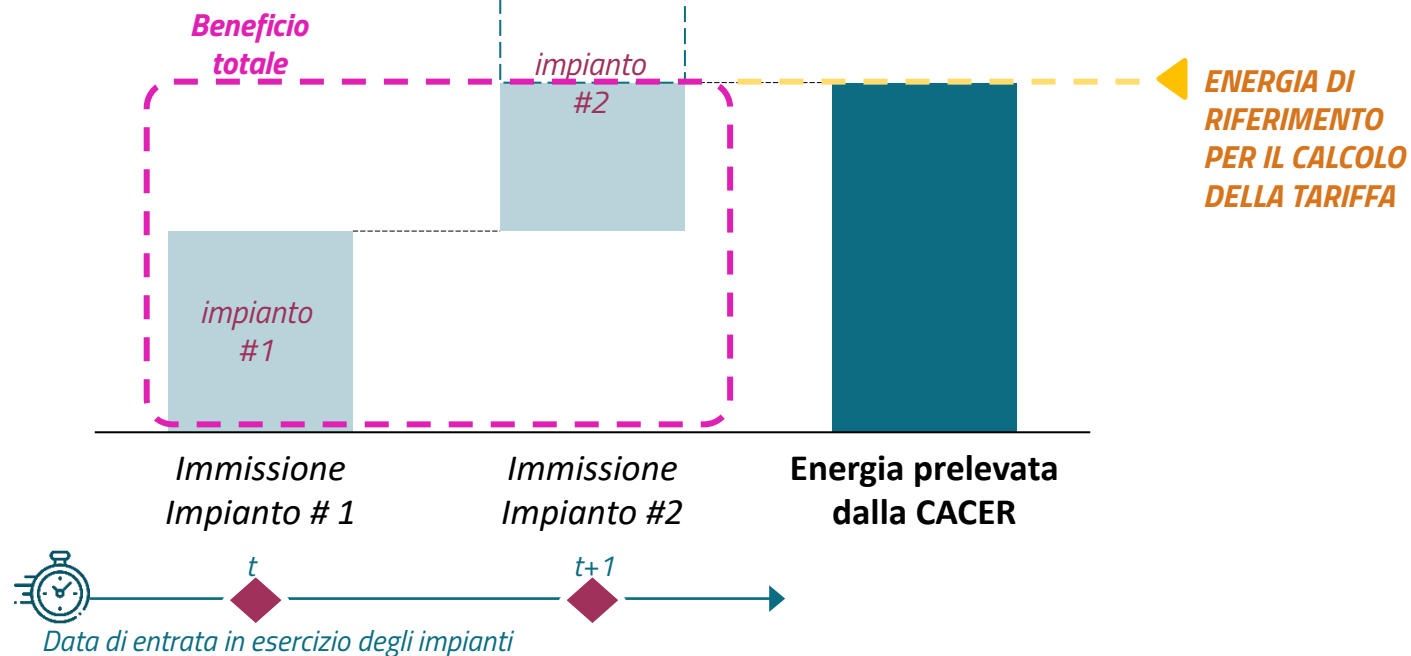 Beneficio
totale
impianto
#2
ENERGIA DI
RIFERIMENTO
PER IL CALCOLO
DELLA TARIFFA
impianto
#1
Immissione
Impianto # 1
Immissione
Impianto #2
Energia prelevata
dalla CACER
t
t+1
Data di entrata in esercizio degli impianti